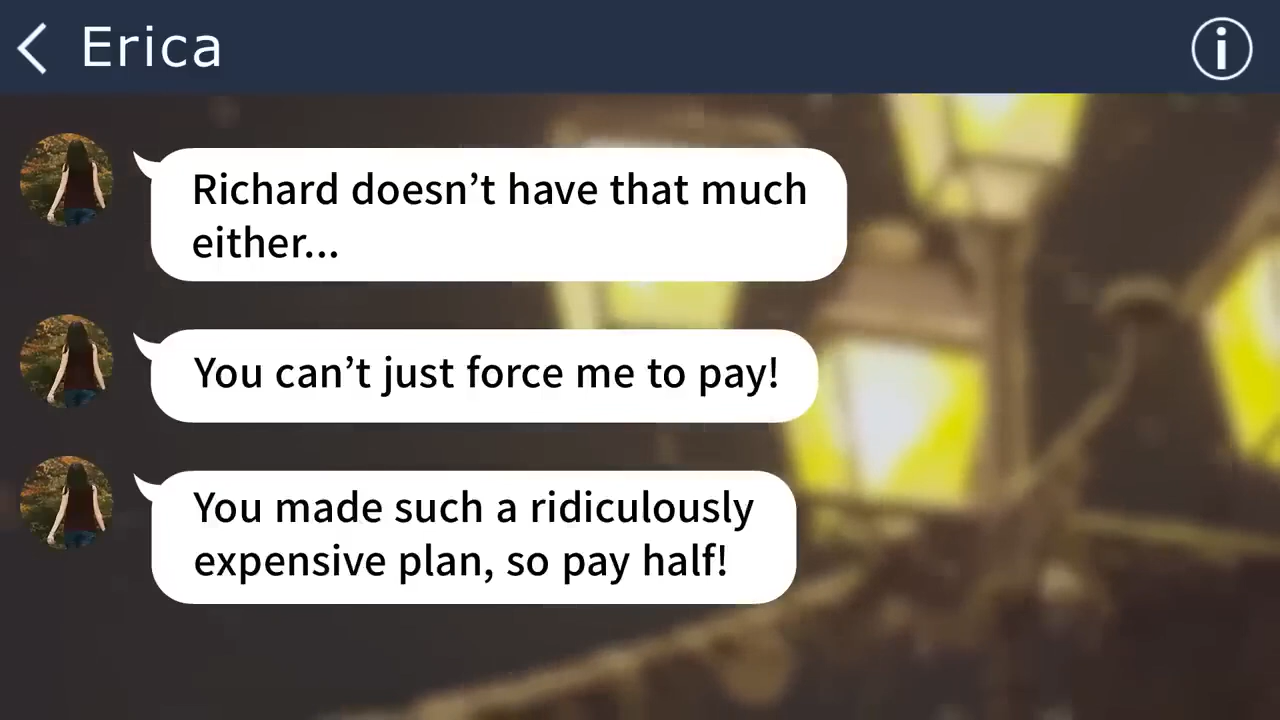 Erica
Richard doesn’t have that much
either...
You can’t just force me to pay!
You made such a ridiculously
expensive plan, so pay half!